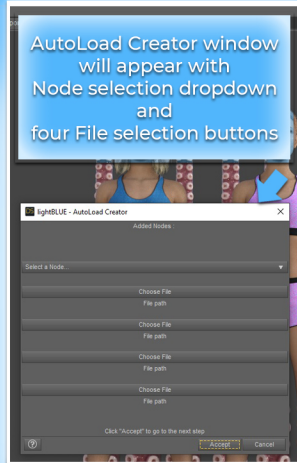 AutoLoad Creator window
will appear with
Node selection dropdown
and
four File selection buttons
lightBLUE - AutoLoad Creator
Added Nodes :
Select a Node...
Choose File
File path
Choose File
File path
Choose File
File path
Choose File
File path
Click "Accept" to go to the next step
Accept
Cancel